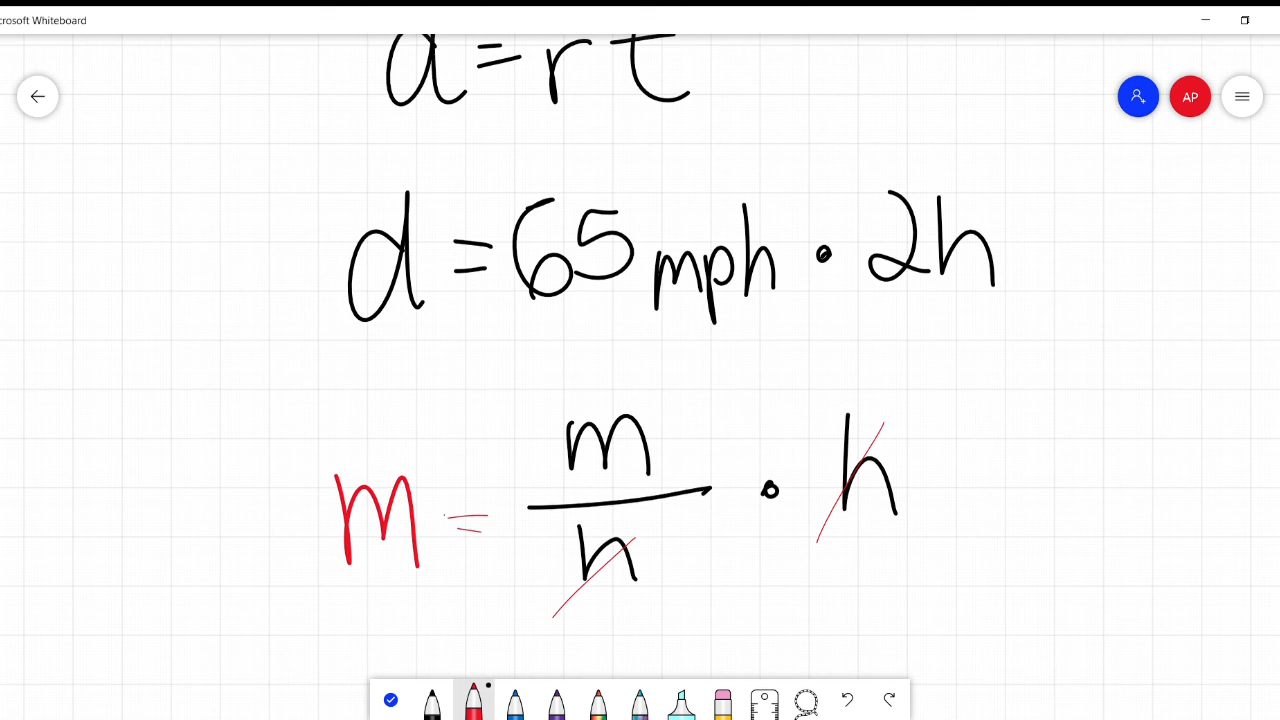 crosoft Whiteboard
d = rt
AP
d = 65 mph • 2h
m = m/h • h